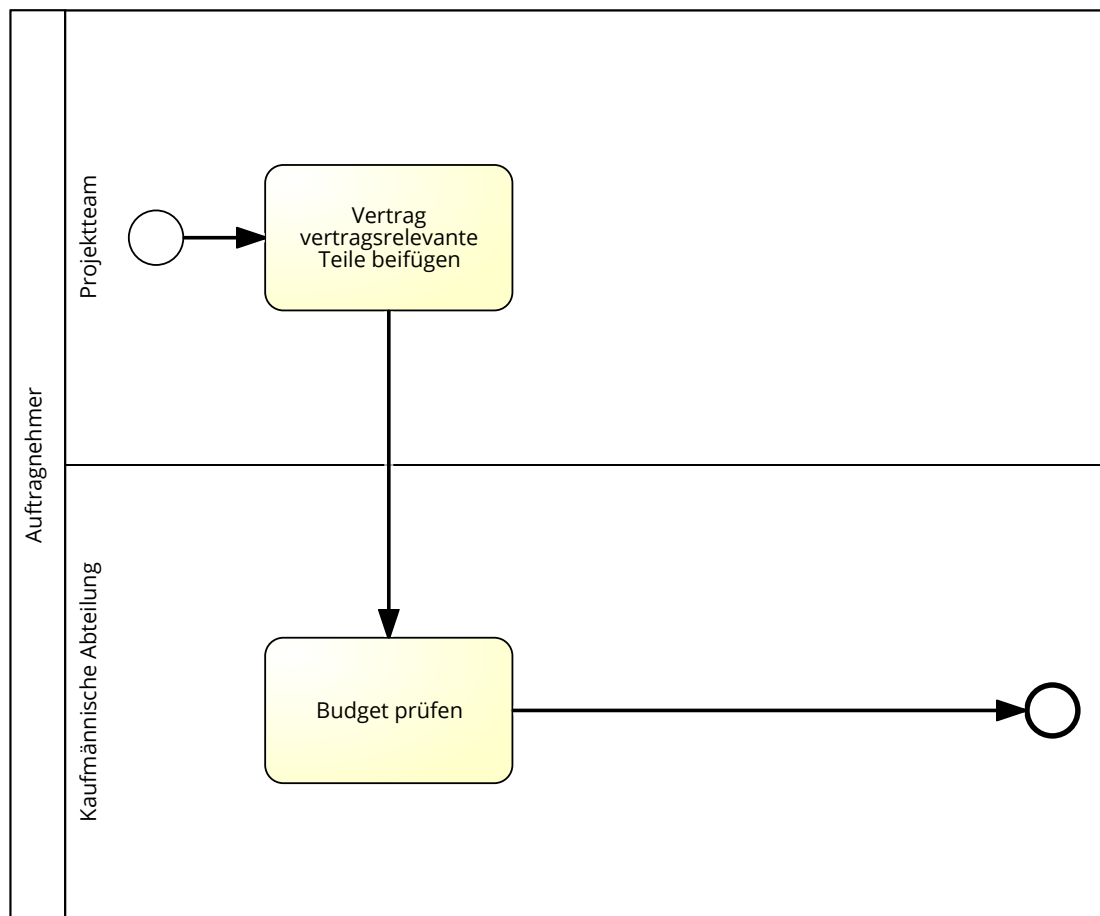 Auftragnehmer
Projektteam
Vertrag
vertragsrelevante
Teile beifügen
Kaufmännische Abteilung
Budget prüfen